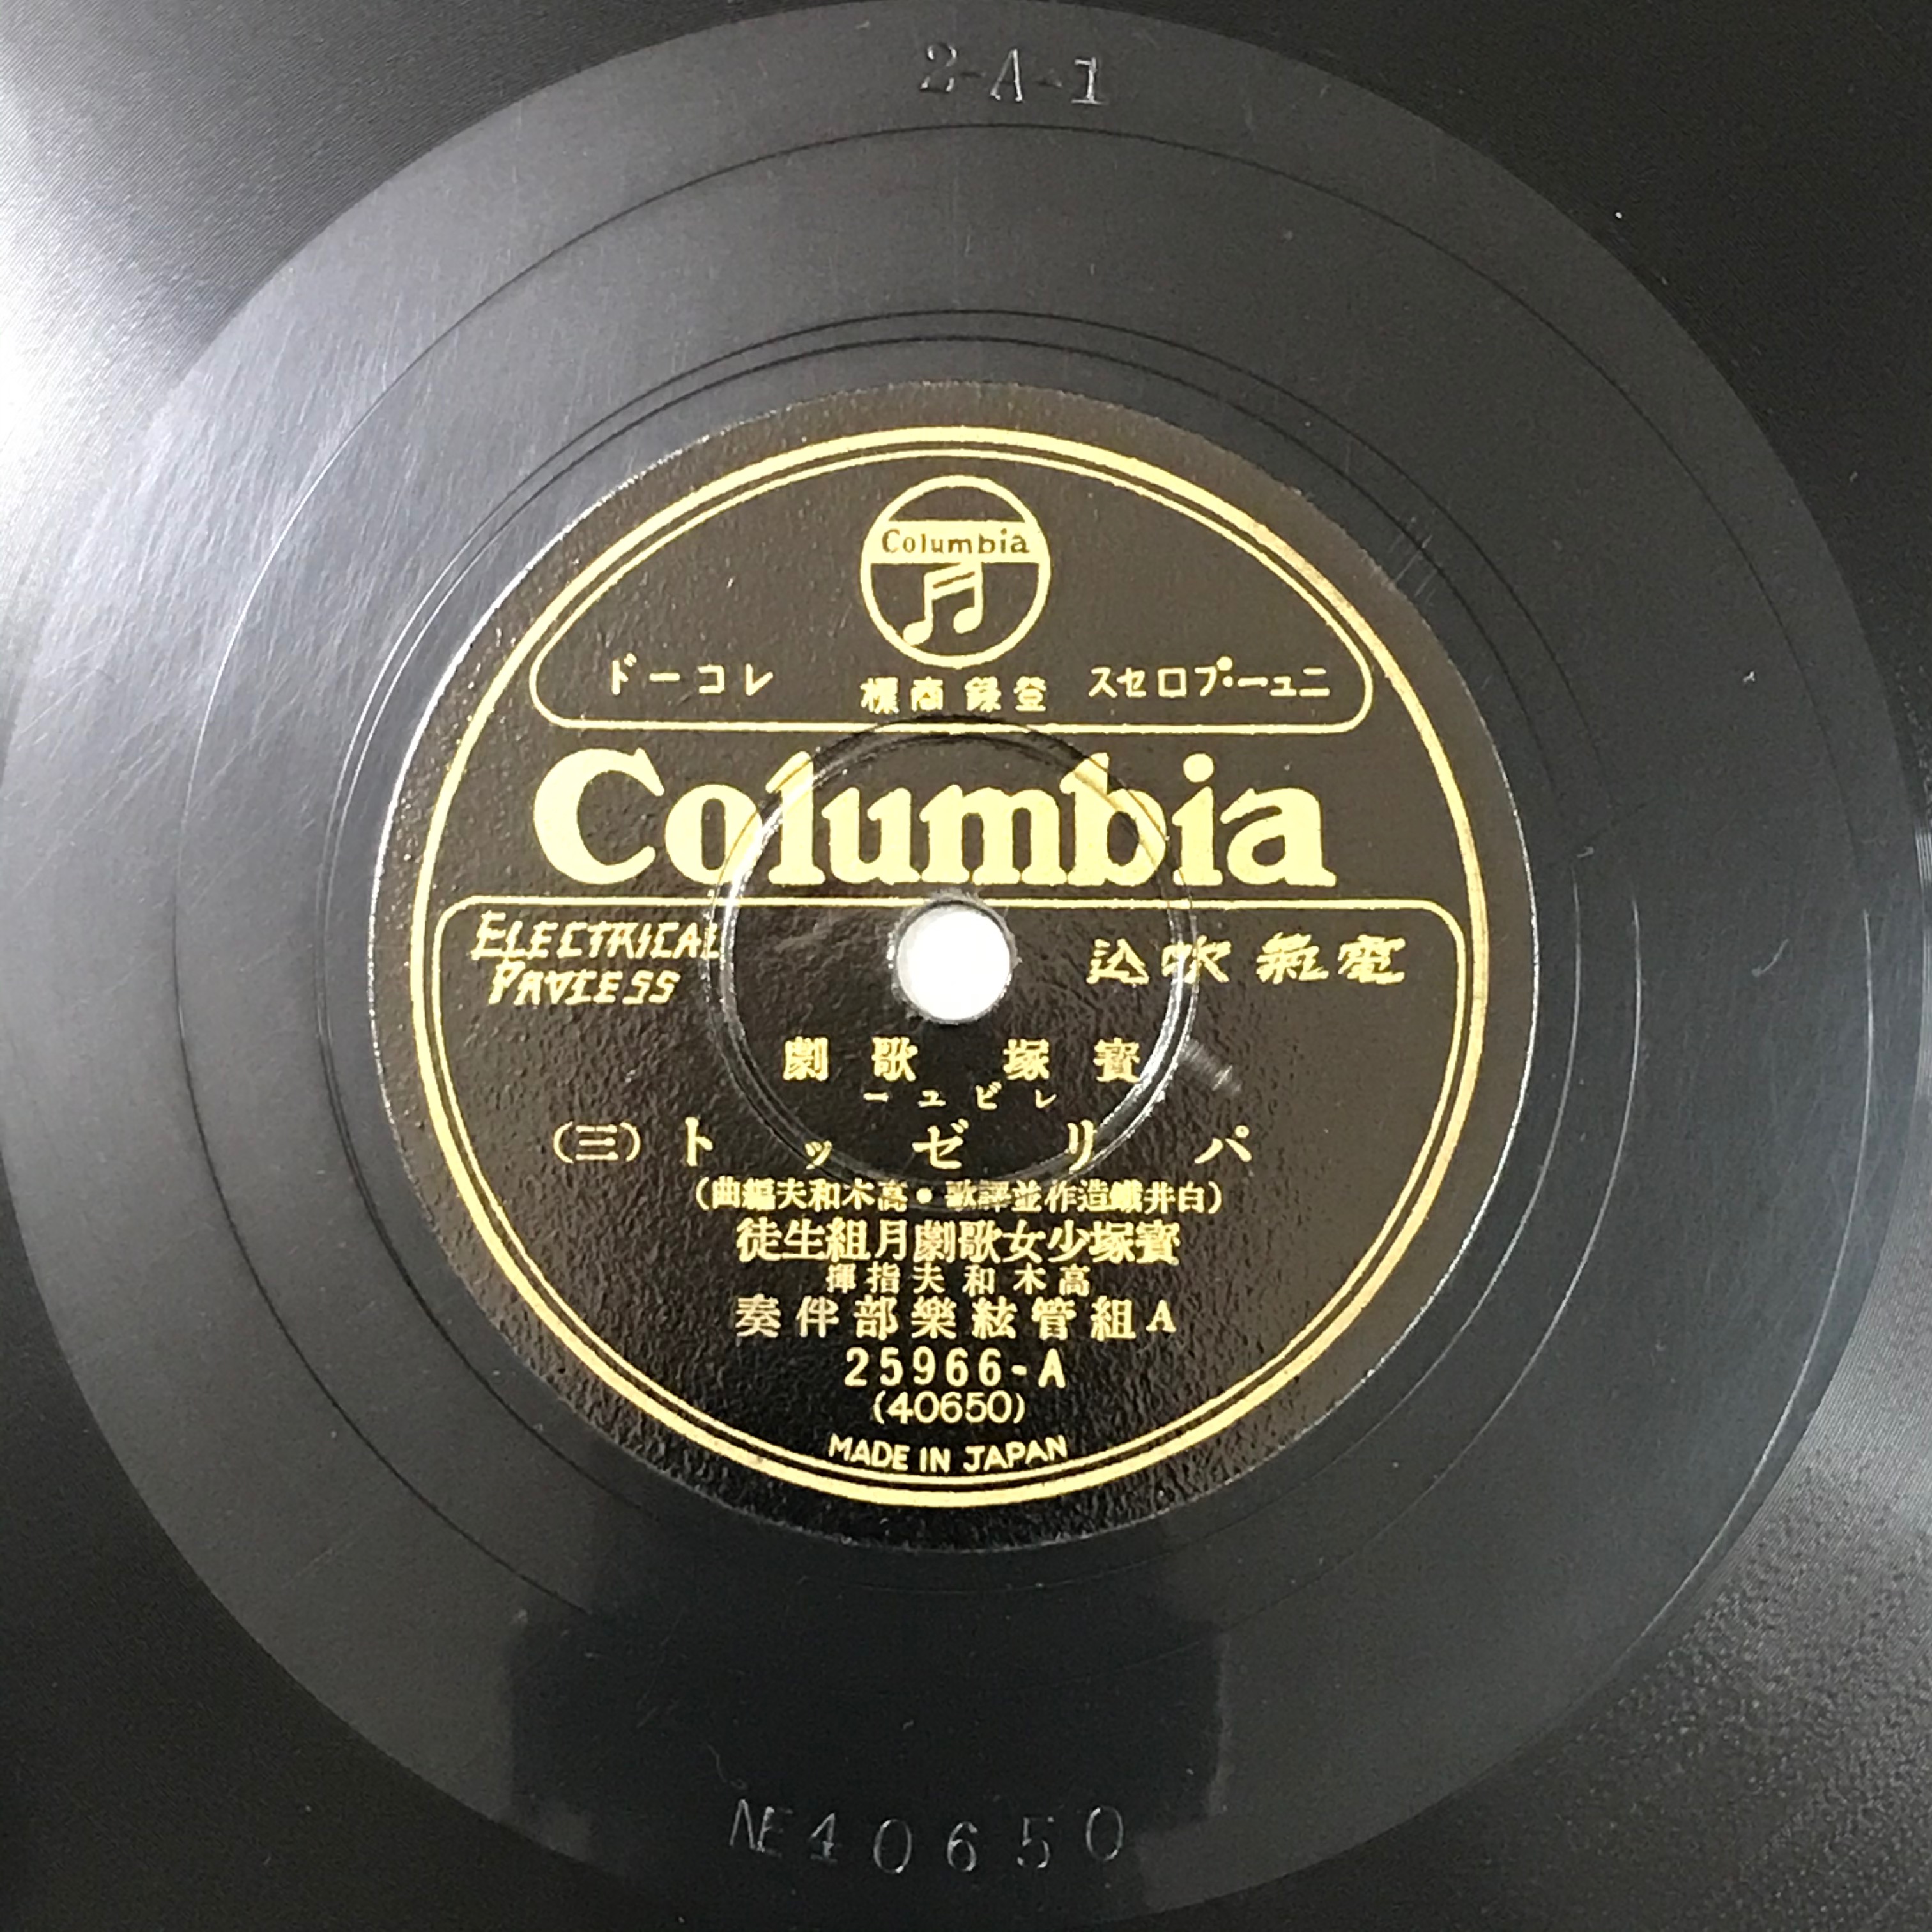 2-A-1
Columbia
ニュー・プロセス 登錄商標 レコード
Columbia
ELECTRICAL PROCESS
電氣吹込
寶塚歌劇
レビユー
パリゼット (三)
(白井鐵造作並譯歌・高木和夫編曲)
寶塚少女歌劇月組生徒
高木和夫指揮
A組管絃樂部伴奏
25966-A
(40650)
MADE IN JAPAN
NE40650